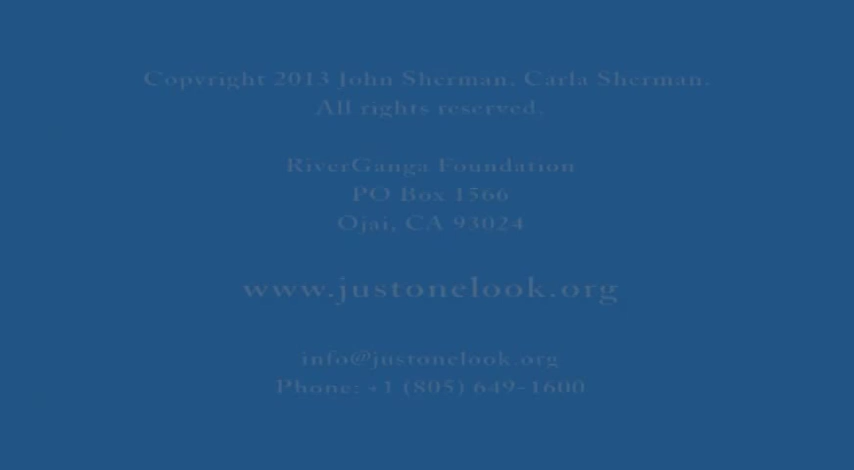 Copyright 2013 John Sherman. Carla Sherman.
All rights reserved.
RiverGanga Foundation
PO Box 1566
Ojai, CA 93024
www.justonelook.org
info@justonelook.org
Phone: +1 (805) 649-1600